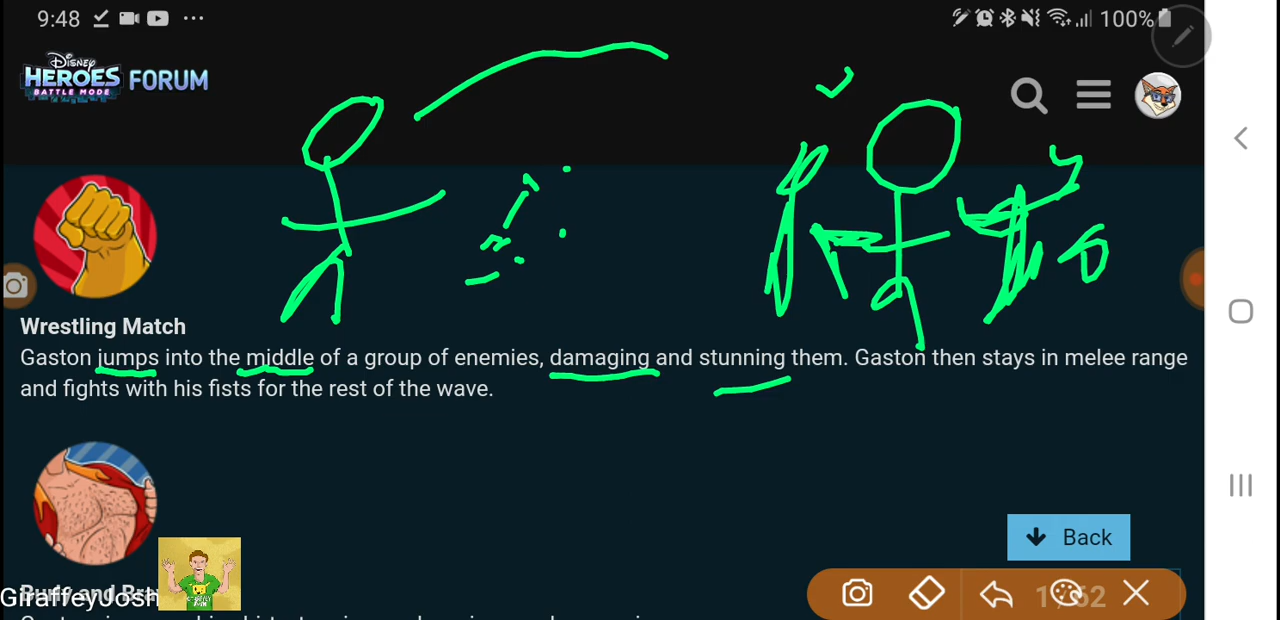 9:48 100%
Disney
HEROES FORUM
BATTLE MODE
Wrestling Match
Gaston jumps into the middle of a group of enemies, damaging and stunning them. Gaston then stays in melee range
and fights with his fists for the rest of the wave.
Back
GiraffeyJosh
Buff and